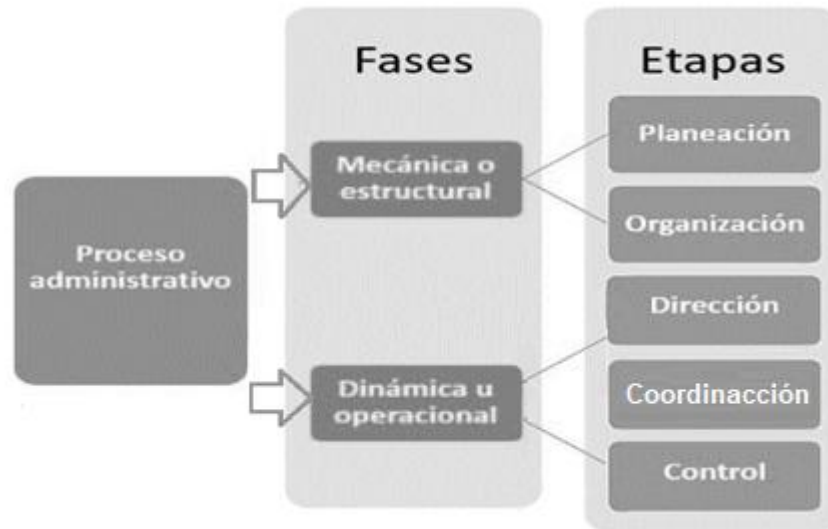 Fases
Etapas
Proceso
administrativo
Mecánica o
estructural
Dinámica u
operacional
Planeación
Organización
Dirección
Coordinacción
Control